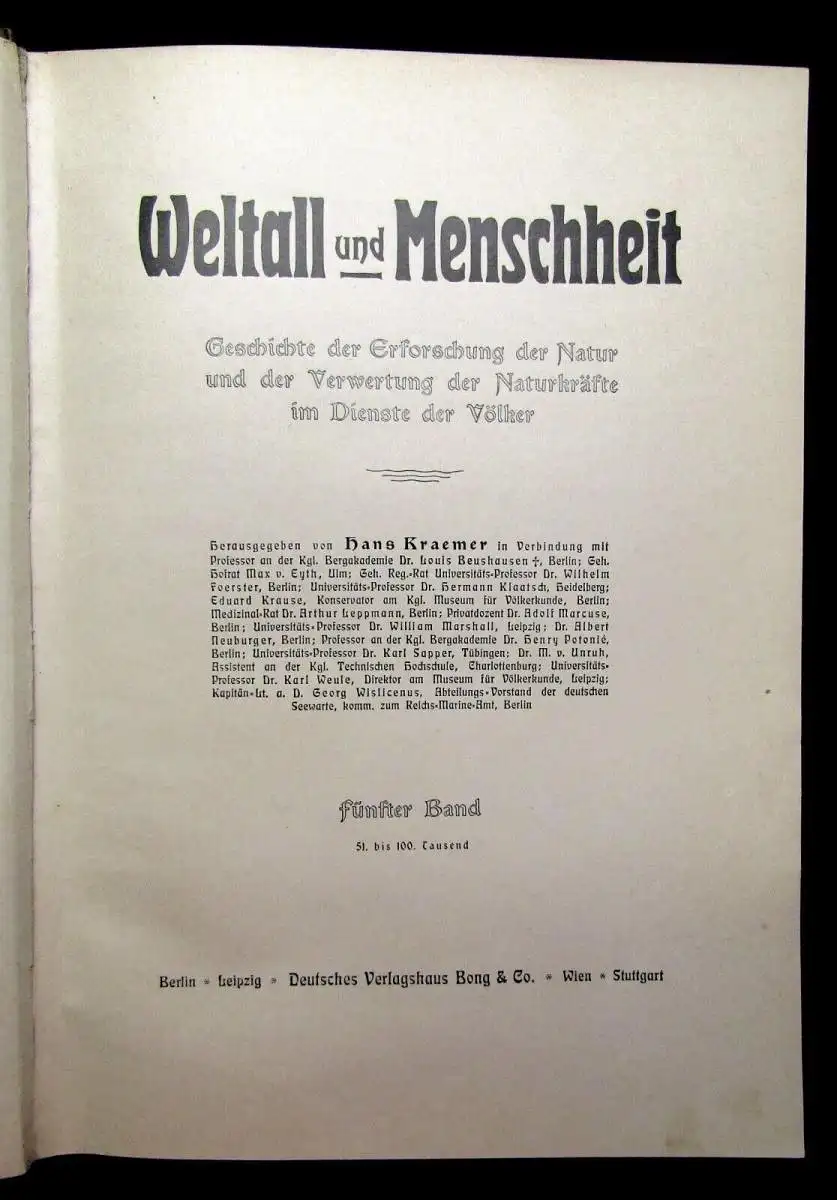 Weltall und Menschheit
Geschichte der Erforschung der Natur
und der Verwertung der Naturkräfte
im Dienste der Völker
Herausgegeben von Hans Kraemer in Verbindung mit
Professor an der Kgl. Bergakademie Dr. Louis Beushausen †, Berlin; Geh.
Hofrat Max v. Eyth, Ulm; Geh. Reg.-Rat Universitäts-Professor Dr. Wilhelm
Foerster, Berlin; Universitäts-Professor Dr. Hermann Klaatsch, Heidelberg;
Eduard Krause, Konservator am Kgl. Museum für Völkerkunde, Berlin;
Medizinal-Rat Dr. Arthur Leppmann, Berlin; Privatdozent Dr. Adolf Marcuse,
Berlin; Universitäts-Professor Dr. William Marshall, Leipzig; Dr. Albert
Neuburger, Berlin; Professor an der Kgl. Bergakademie Dr. Henry Potonié,
Berlin; Universitäts-Professor Dr. Karl Sapper, Tübingen; Dr. M. v. Unruh,
Assistent an der Kgl. Technischen Hochschule, Charlottenburg; Universitäts-
Professor Dr. Karl Weule, Direktor am Museum für Völkerkunde, Leipzig;
Kapitän-Lt. a. D. Georg Wislicenus, Abteilungs-Vorstand der deutschen
Seewarte, komm. zum Reichs-Marine-Amt, Berlin
Fünfter Band
51. bis 100. Tausend
Berlin * Leipzig * Deutsches Verlagshaus Bong & Co. * Wien * Stuttgart